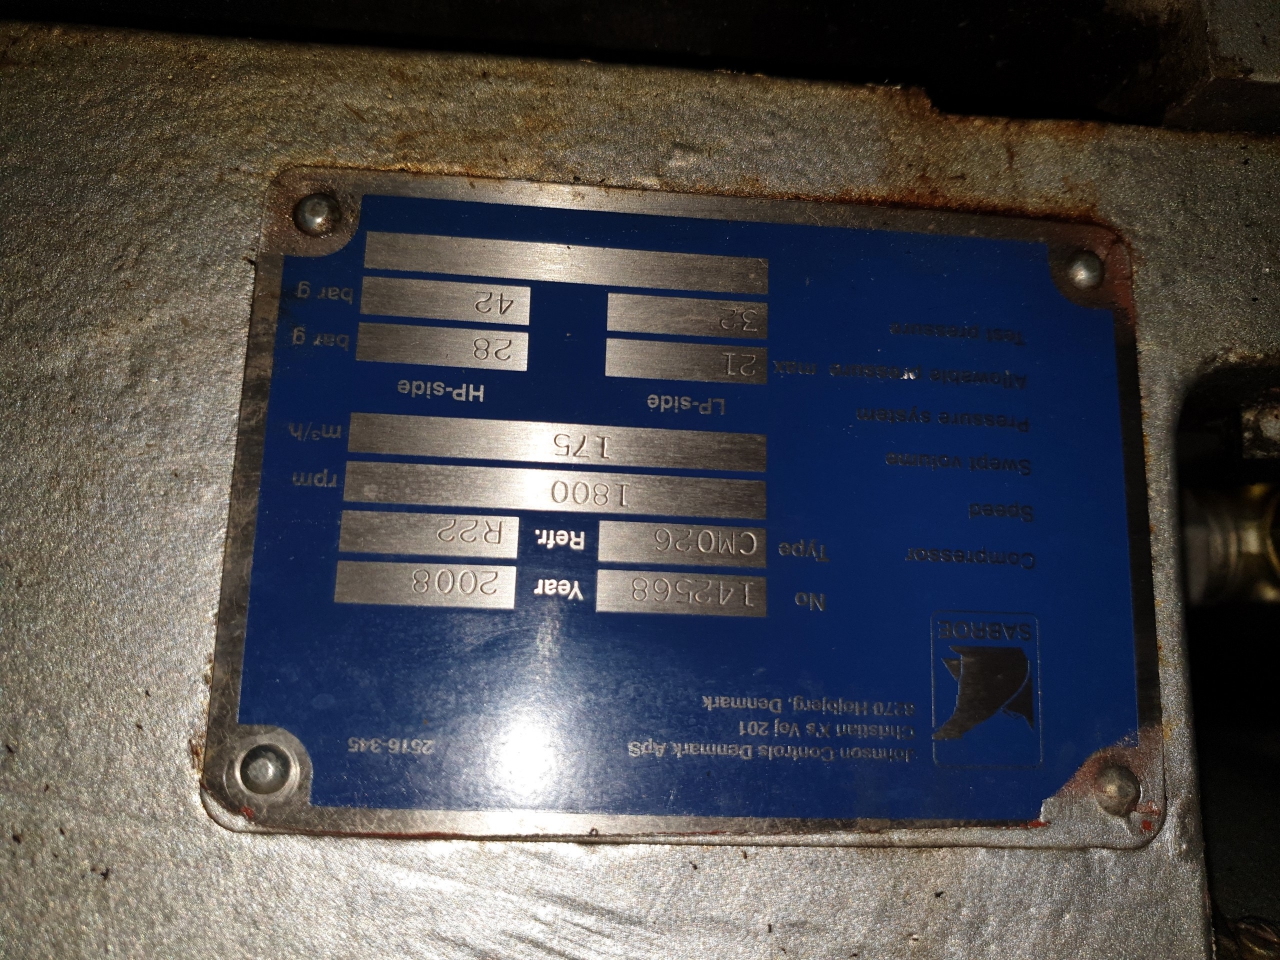 SABROE
Johnson Controls Denmark ApS
Christian X's Vej 201
8270 Højbjerg, Denmark
2516-345
No 142568 Year 2008
Compressor Type CMO26 Refr. R22
Speed 1800 rpm
Swept volume 175 m³/h
Pressure system LP-side HP-side
Allowable pressure max 21 28 bar g
Test pressure 32 42 bar g